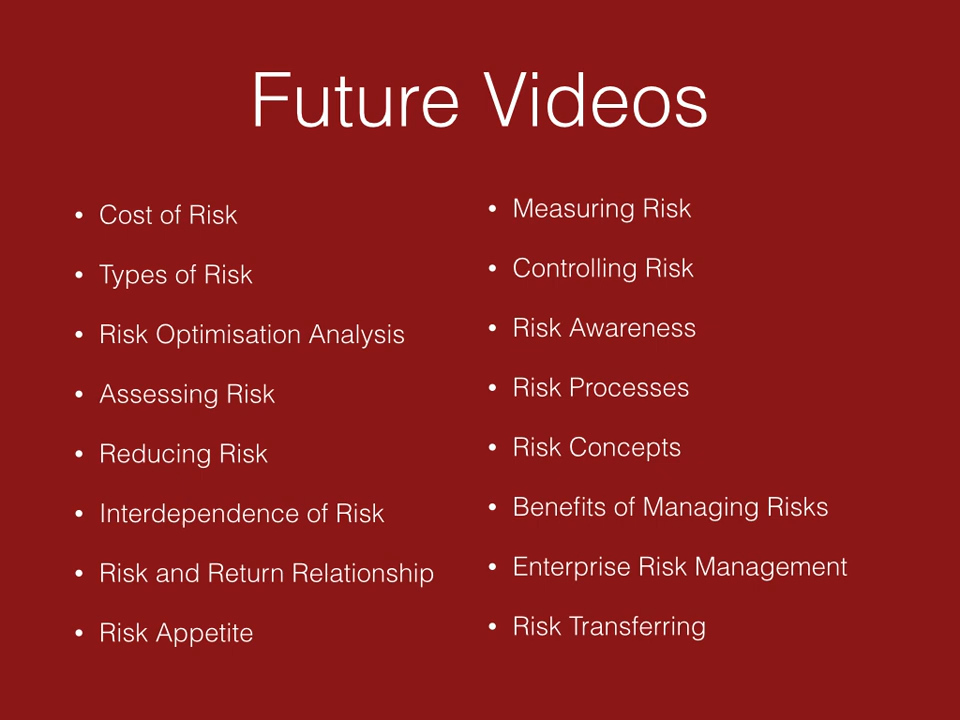 Future Videos
• Cost of Risk
• Types of Risk
• Risk Optimisation Analysis
• Assessing Risk
• Reducing Risk
• Interdependence of Risk
• Risk and Return Relationship
• Risk Appetite
• Measuring Risk
• Controlling Risk
• Risk Awareness
• Risk Processes
• Risk Concepts
• Benefits of Managing Risks
• Enterprise Risk Management
• Risk Transferring